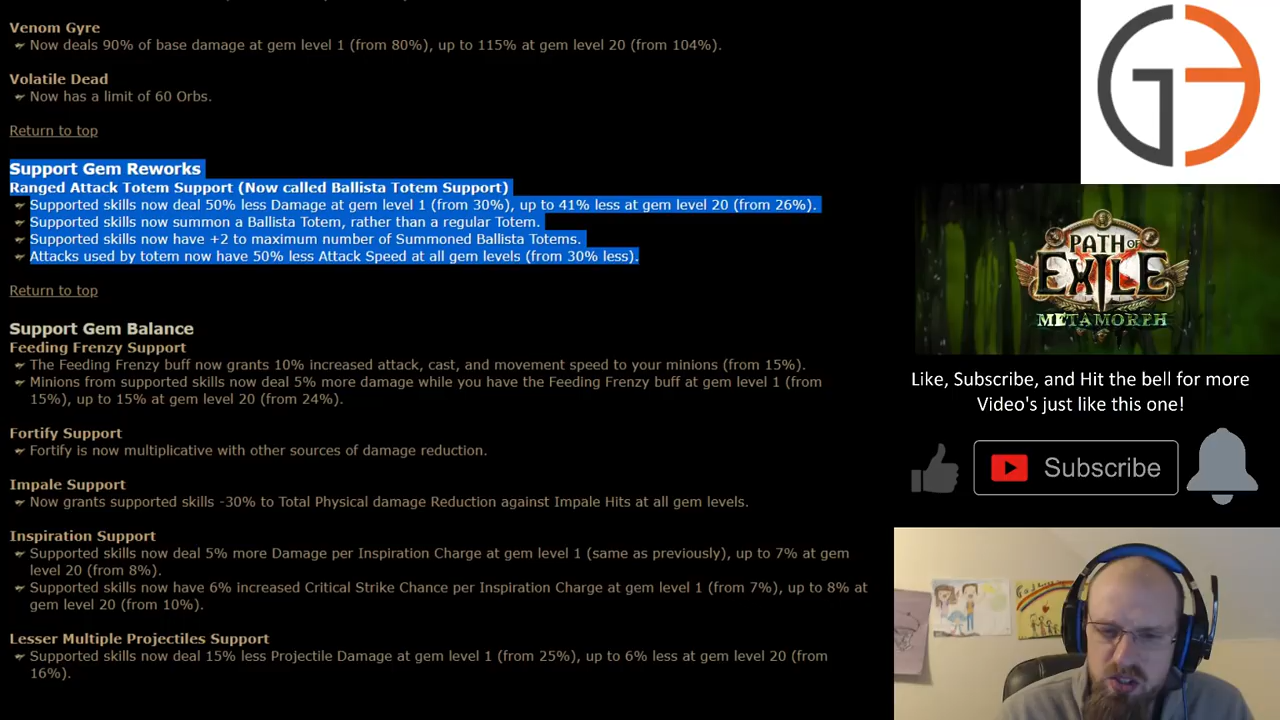 Venom Gyre
Now deals 90% of base damage at gem level 1 (from 80%), up to 115% at gem level 20 (from 104%).
Volatile Dead
Now has a limit of 60 Orbs.
Return to top
Support Gem Reworks
Ranged Attack Totem Support (Now called Ballista Totem Support)
Supported skills now deal 50% less Damage at gem level 1 (from 30%), up to 41% less at gem level 20 (from 26%).
Supported skills now summon a Ballista Totem, rather than a regular Totem.
Supported skills now have +2 to maximum number of Summoned Ballista Totems.
Attacks used by totem now have 50% less Attack Speed at all gem levels (from 30% less).
Return to top
Support Gem Balance
Feeding Frenzy Support
The Feeding Frenzy buff now grants 10% increased attack, cast, and movement speed to your minions (from 15%).
Minions from supported skills now deal 5% more damage while you have the Feeding Frenzy buff at gem level 1 (from
15%), up to 15% at gem level 20 (from 24%).
Fortify Support
Fortify is now multiplicative with other sources of damage reduction.
Impale Support
Now grants supported skills -30% to Total Physical damage Reduction against Impale Hits at all gem levels.
Inspiration Support
Supported skills now deal 5% more Damage per Inspiration Charge at gem level 1 (same as previously), up to 7% at gem
level 20 (from 8%).
Supported skills now have 6% increased Critical Strike Chance per Inspiration Charge at gem level 1 (from 7%), up to 8% at
gem level 20 (from 10%).
Lesser Multiple Projectiles Support
Supported skills now deal 15% less Projectile Damage at gem level 1 (from 25%), up to 6% less at gem level 20 (from
16%).
PATH OF
EXILE
METAMORPH
Like, Subscribe, and Hit the bell for more
Video's just like this one!
Subscribe